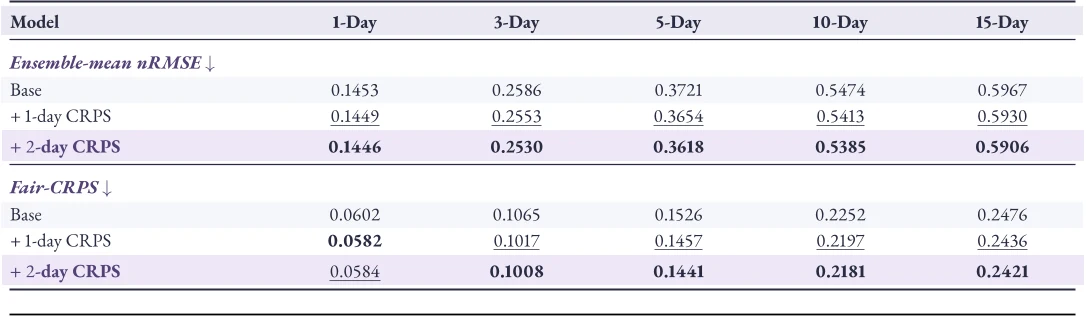 Model 1-Day 3-Day 5-Day 10-Day 15-Day
Ensemble-mean nRMSE ↓
Base 0.1453 0.2586 0.3721 0.5474 0.5967
+ 1-day CRPS 0.1449 0.2553 0.3654 0.5413 0.5930
+ 2-day CRPS 0.1446 0.2530 0.3618 0.5385 0.5906
Fair-CRPS ↓
Base 0.0602 0.1065 0.1526 0.2252 0.2476
+ 1-day CRPS 0.0582 0.1017 0.1457 0.2197 0.2436
+ 2-day CRPS 0.0584 0.1008 0.1441 0.2181 0.2421